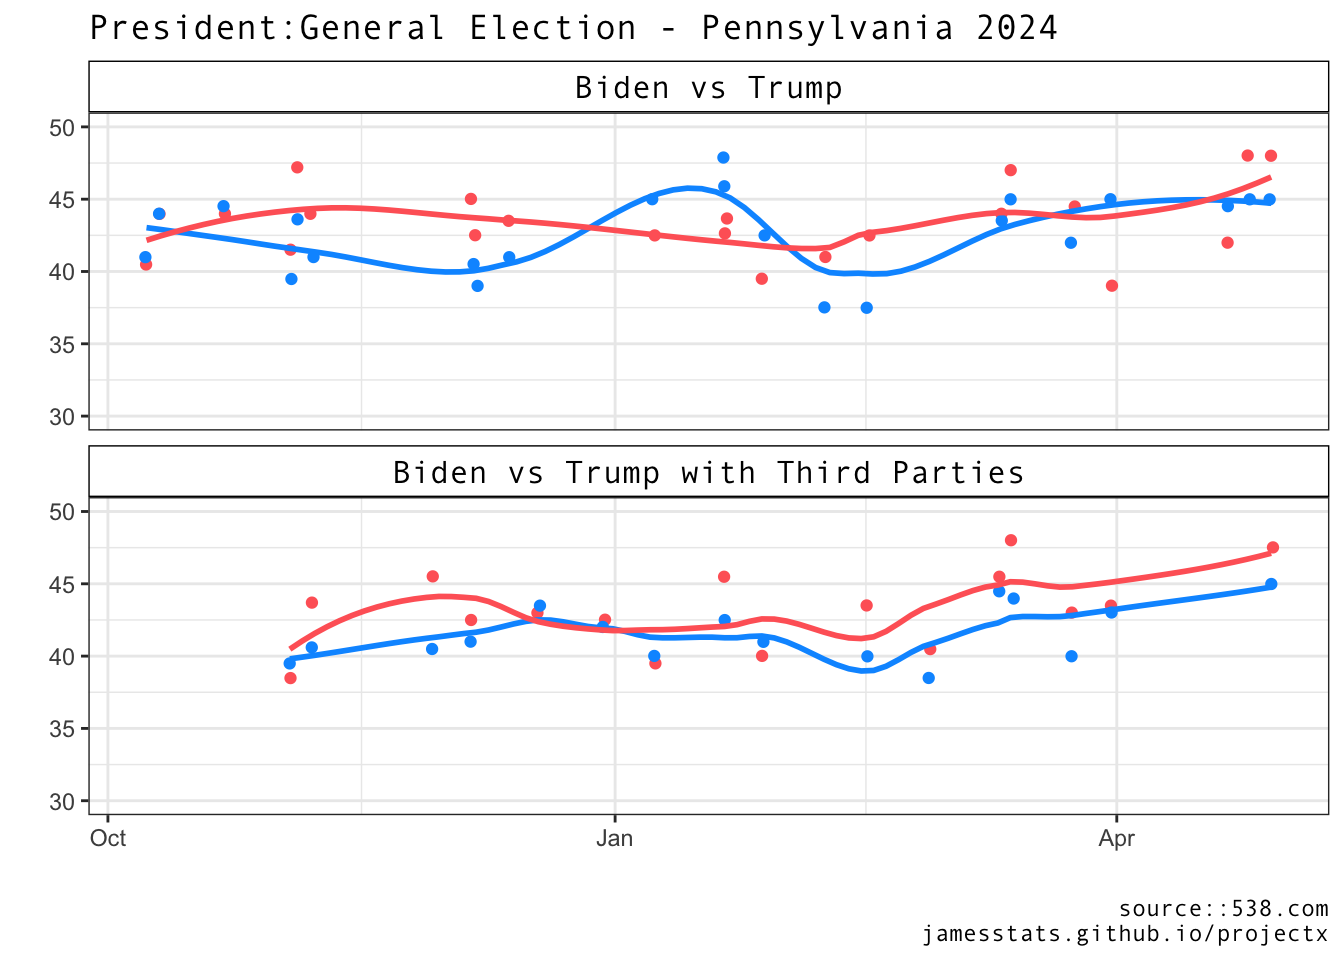 President:General Election - Pennsylvania 2024
Biden vs Trump
50
45
40
35
30
Biden vs Trump with Third Parties
50
45
40
35
30
Oct Jan Apr
source::538.com
jamesstats.github.io/projectx